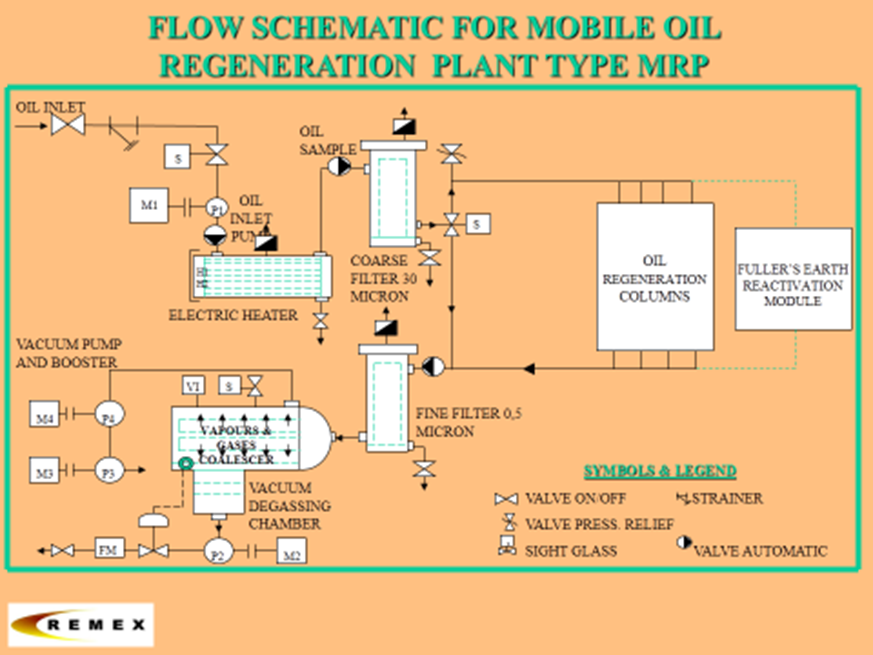 FLOW SCHEMATIC FOR MOBILE OIL
REGENERATION PLANT TYPE MRP
OIL INLET
OIL
SAMPLE
S
M1
P1
OIL
INLET
PUMP
S
COARSE
FILTER 30
MICRON
OIL
REGENERATION
COLUMNS
FULLER'S EARTH
REACTIVATION
MODULE
ELECTRIC HEATER
VACUUM PUMP
AND BOOSTER
VI
S
M4
P4
VAPOURS &
GASES
COALESCER
FINE FILTER 0,5
MICRON
M3
P3
VACUUM
DEGASSING
CHAMBER
FM
P2
M2
SYMBOLS & LEGEND
VALVE ON/OFF
STRAINER
VALVE PRESS. RELIEF
SIGHT GLASS
VALVE AUTOMATIC
REMEX